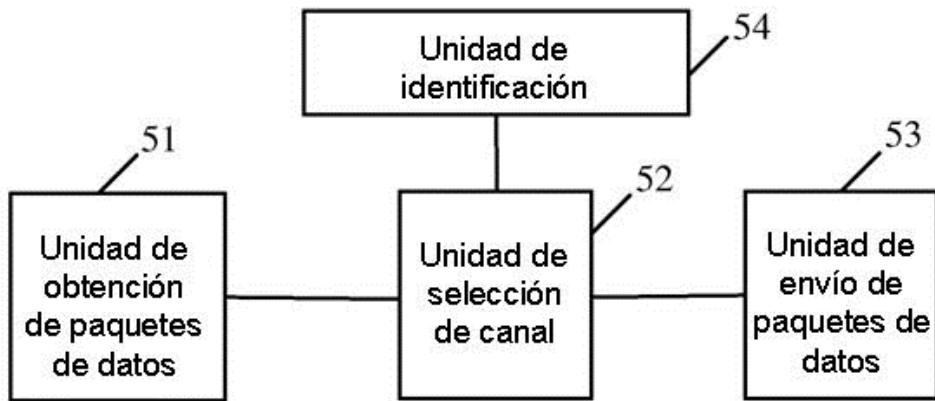 54
Unidad de
identificación
51
52
53
Unidad de
obtención
de paquetes
de datos
Unidad de
selección
de canal
Unidad de
envío de
paquetes de
datos